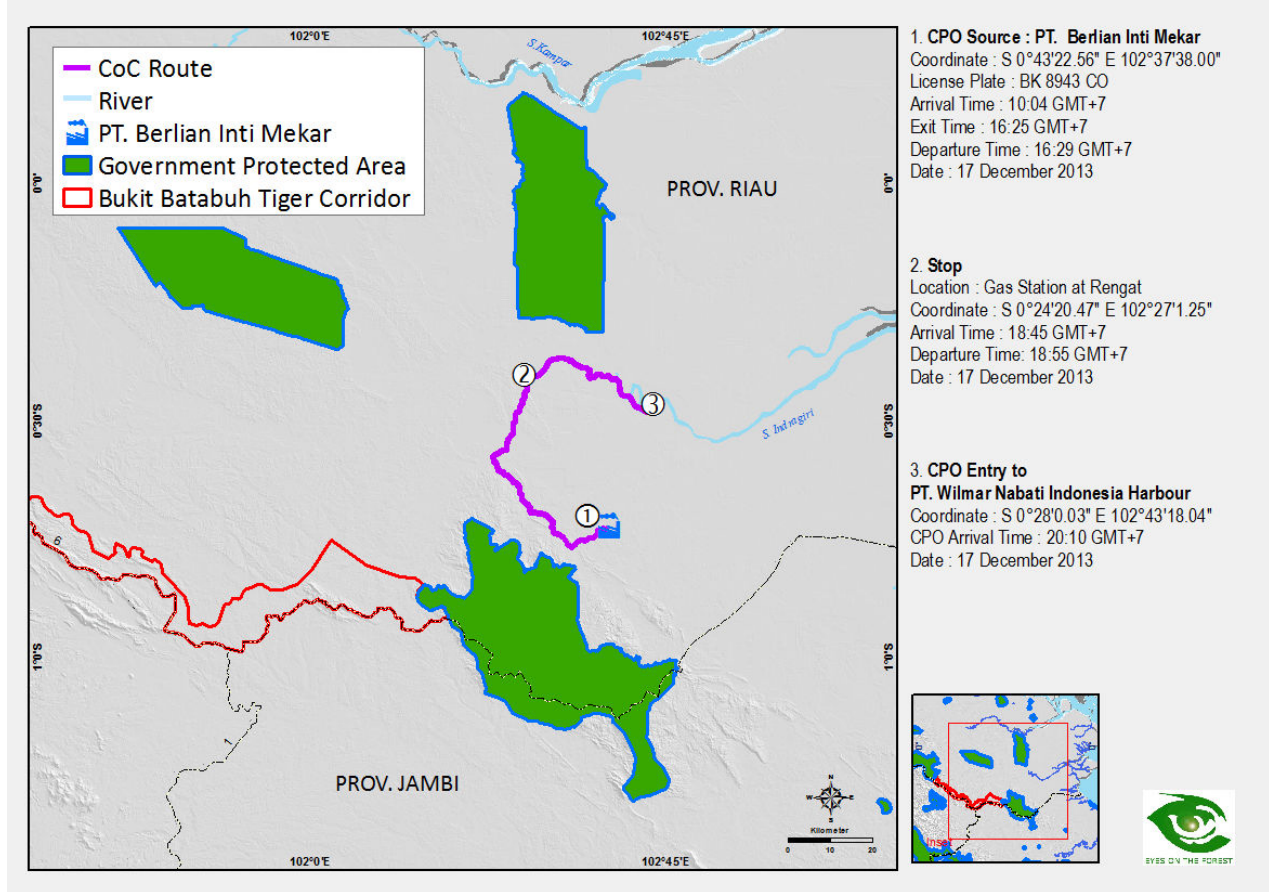 102°0'E
102°45'E
CoC Route
River
PT. Berlian Inti Mekar
Government Protected Area
Bukit Batabuh Tiger Corridor
S.Kampar
PROV. RIAU
0°0'
0°0'
0°30'S
0°30'S
2
3
S. Indragiri
1
6
1°0'S
1°0'S
1
PROV. JAMBI
N
W E
S
Kilometer
0 10 20
102°0'E
102°45'E
1. CPO Source : PT. Berlian Inti Mekar
Coordinate : S 0°43'22.56" E 102°37'38.00"
License Plate : BK 8943 CO
Arrival Time : 10:04 GMT+7
Exit Time : 16:25 GMT+7
Departure Time : 16:29 GMT+7
Date : 17 December 2013
2. Stop
Location : Gas Station at Rengat
Coordinate : S 0°24'20.47" E 102°27'1.25"
Arrival Time : 18:45 GMT+7
Departure Time: 18:55 GMT+7
Date : 17 December 2013
3. CPO Entry to
PT. Wilmar Nabati Indonesia Harbour
Coordinate : S 0°28'0.03" E 102°43'18.04"
CPO Arrival Time : 20:10 GMT+7
Date : 17 December 2013
Inset
EYES ON THE FOREST